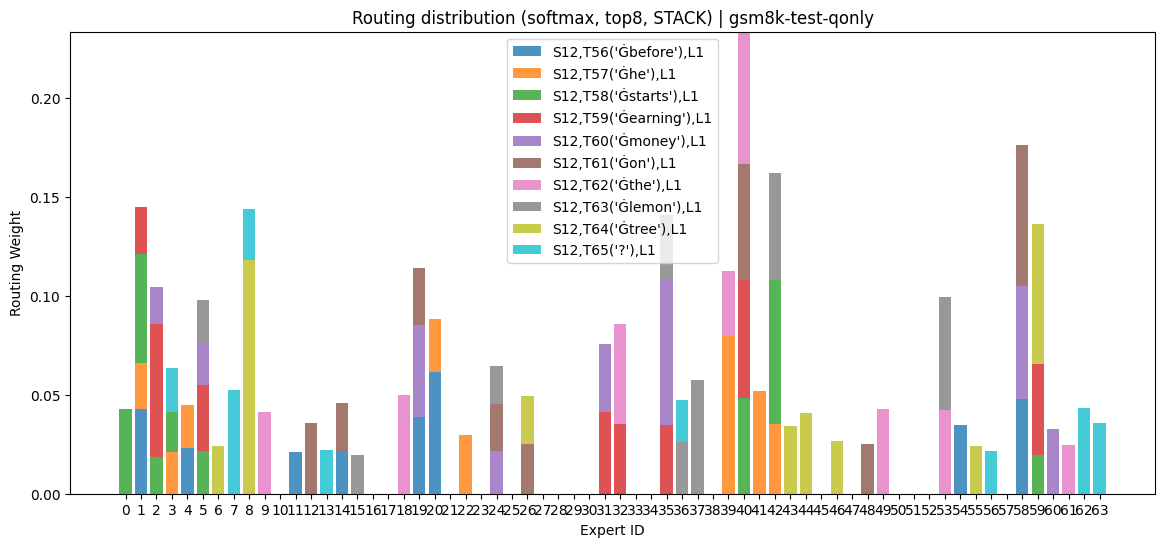 Routing distribution (softmax, top8, STACK) | gsm8k-test-qonly
S12,T56('Ġbefore'),L1
S12,T57('Ġhe'),L1
S12,T58('Ġstarts'),L1
S12,T59('Ġearning'),L1
S12,T60('Ġmoney'),L1
S12,T61('Ġon'),L1
S12,T62('Ġthe'),L1
S12,T63('Ġlemon'),L1
S12,T64('Ġtree'),L1
S12,T65('?'),L1
Routing Weight
0.20
0.15
0.10
0.05
0.00
0 1 2 3 4 5 6 7 8 9 10 11 12 13 14 15 16 17 18 19 20 21 22 23 24 25 26 27 28 29 30 31 32 33 34 35 36 37 38 39 40 41 42 43 44 45 46 47 48 49 50 51 52 53 54 55 56 57 58 59 60 61 62 63
Expert ID